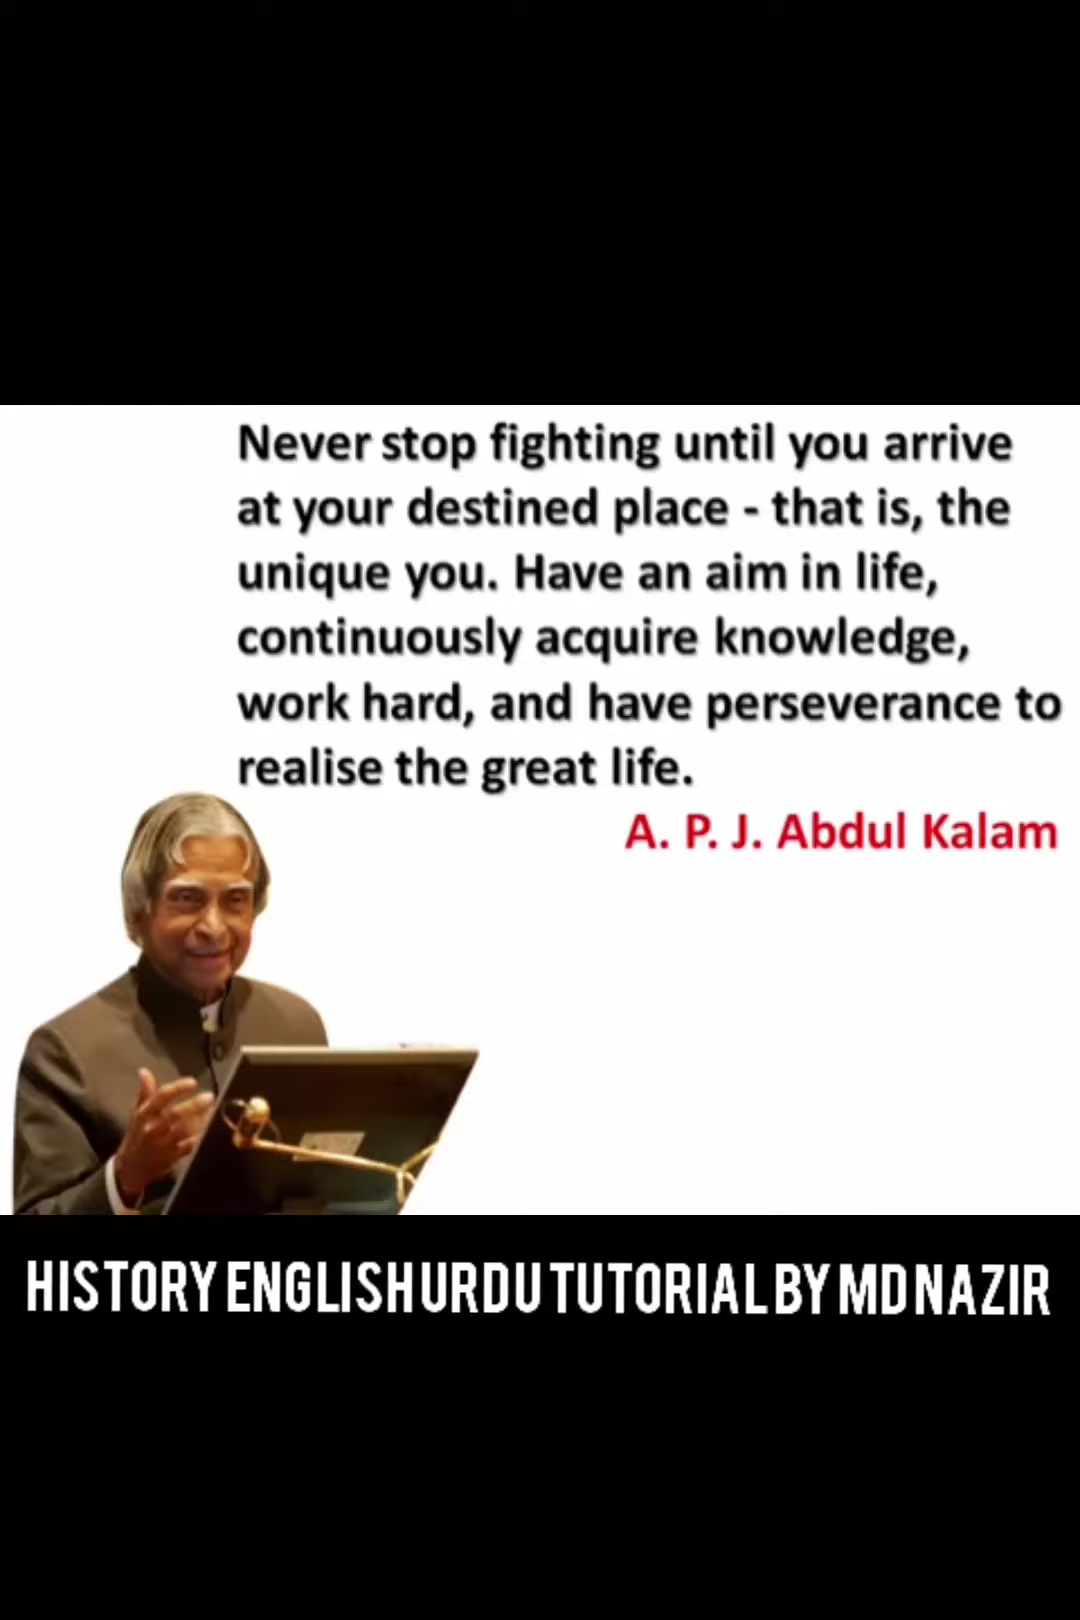 Never stop fighting until you arrive
at your destined place - that is, the
unique you. Have an aim in life,
continuously acquire knowledge,
work hard, and have perseverance to
realise the great life.
A. P. J. Abdul Kalam
HISTORY ENGLISH URDU TUTORIAL BY MD NAZIR